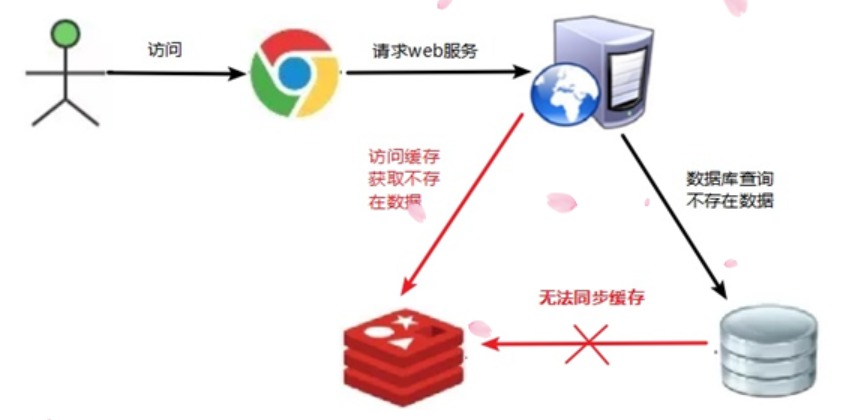 访问
请求web服务
访问缓存
获取不存
在数据
数据库查询
不存在数据
无法同步缓存